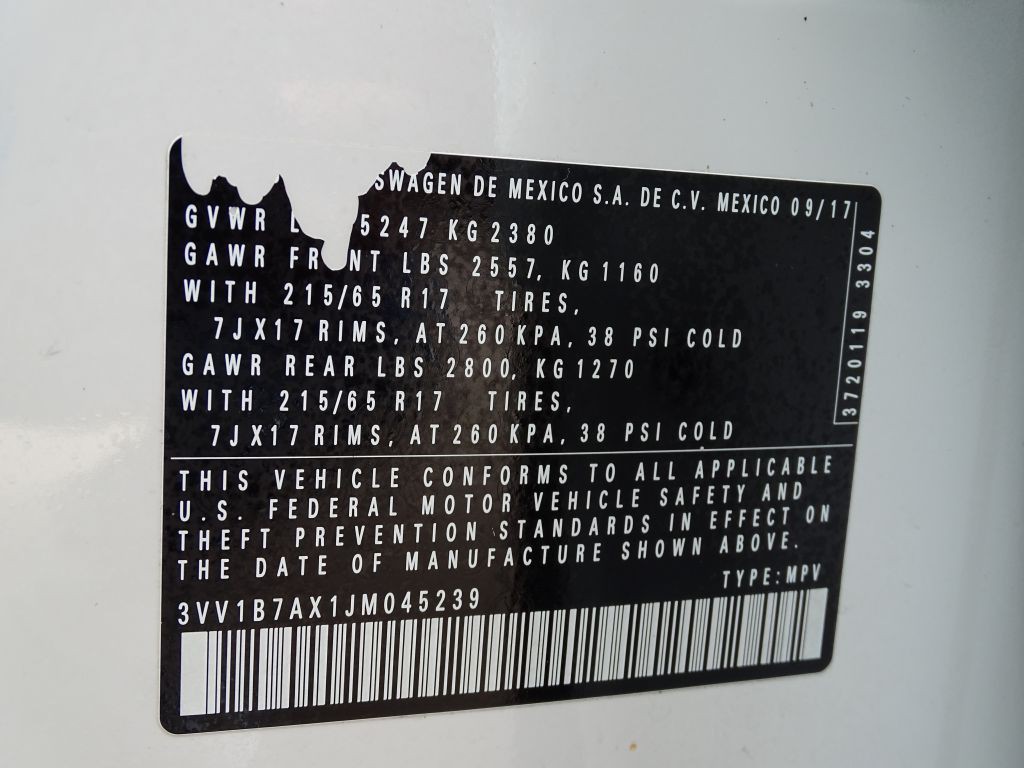 SWAGEN DE MEXICO S.A. DE C.V. MEXICO 09/17
GVWR L 5247 KG 2380
GAWR FR NT LBS 2557, KG 1160
WITH 215/65 R17 TIRES,
7JX17 RIMS, AT 260 KPA, 38 PSI COLD
GAWR REAR LBS 2800, KG 1270
WITH 215/65 R17 TIRES,
7JX17 RIMS, AT 260 KPA, 38 PSI COLD
3720119 3304
THIS VEHICLE CONFORMS TO ALL APPLICABLE
U.S. FEDERAL MOTOR VEHICLE SAFETY AND
THEFT PREVENTION STANDARDS IN EFFECT ON
THE DATE OF MANUFACTURE SHOWN ABOVE.
TYPE: MPV
3VV1B7AX1JM045239